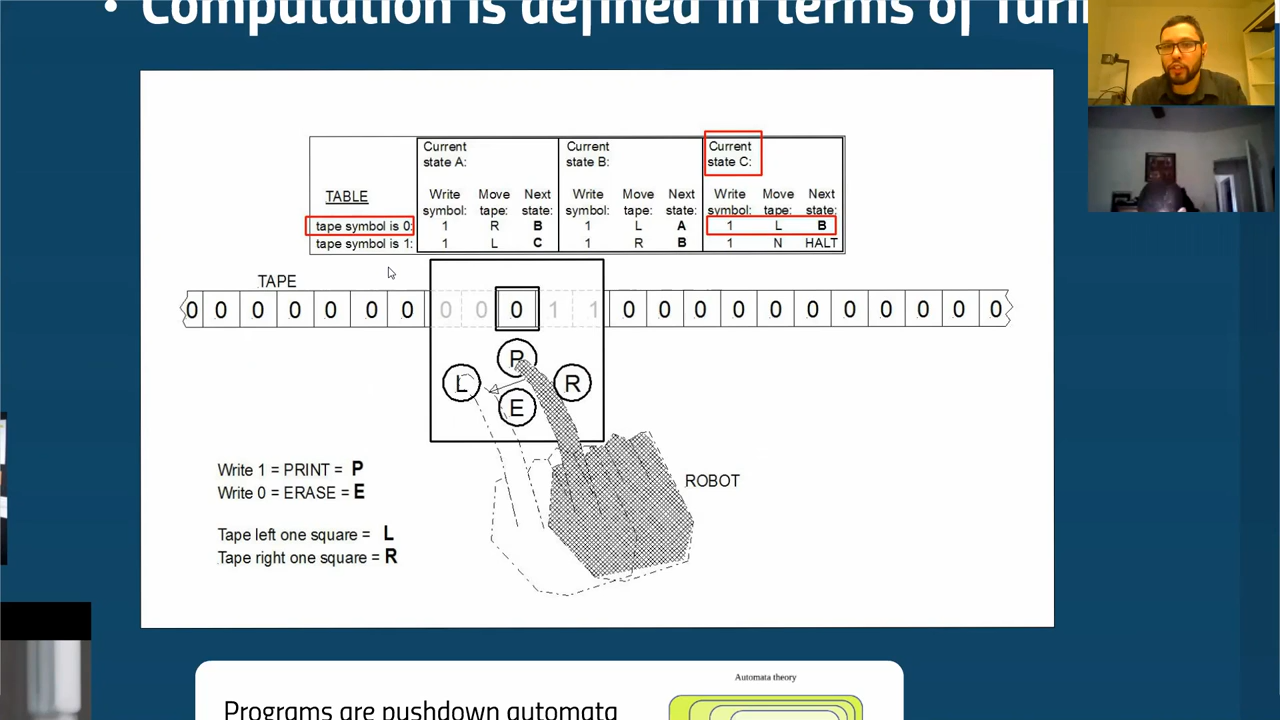 • Computation is defined in terms of Turi
Current state A:
Current state B:
Current state C:
TABLE
Write symbol: Move tape: Next state: Write symbol: Move tape: Next state: Write symbol: Move tape: Next state:
tape symbol is 0: 1 R B 1 L A 1 L B
tape symbol is 1: 1 L C 1 R B 1 N HALT
TAPE
0 0 0 0 0 0 0 0 0 0 1 1 0 0 0 0 0 0 0 0 0 0 0
P
L R
E
Write 1 = PRINT = P
Write 0 = ERASE = E
ROBOT
Tape left one square = L
Tape right one square = R
Automata theory
Programs are pushdown automata